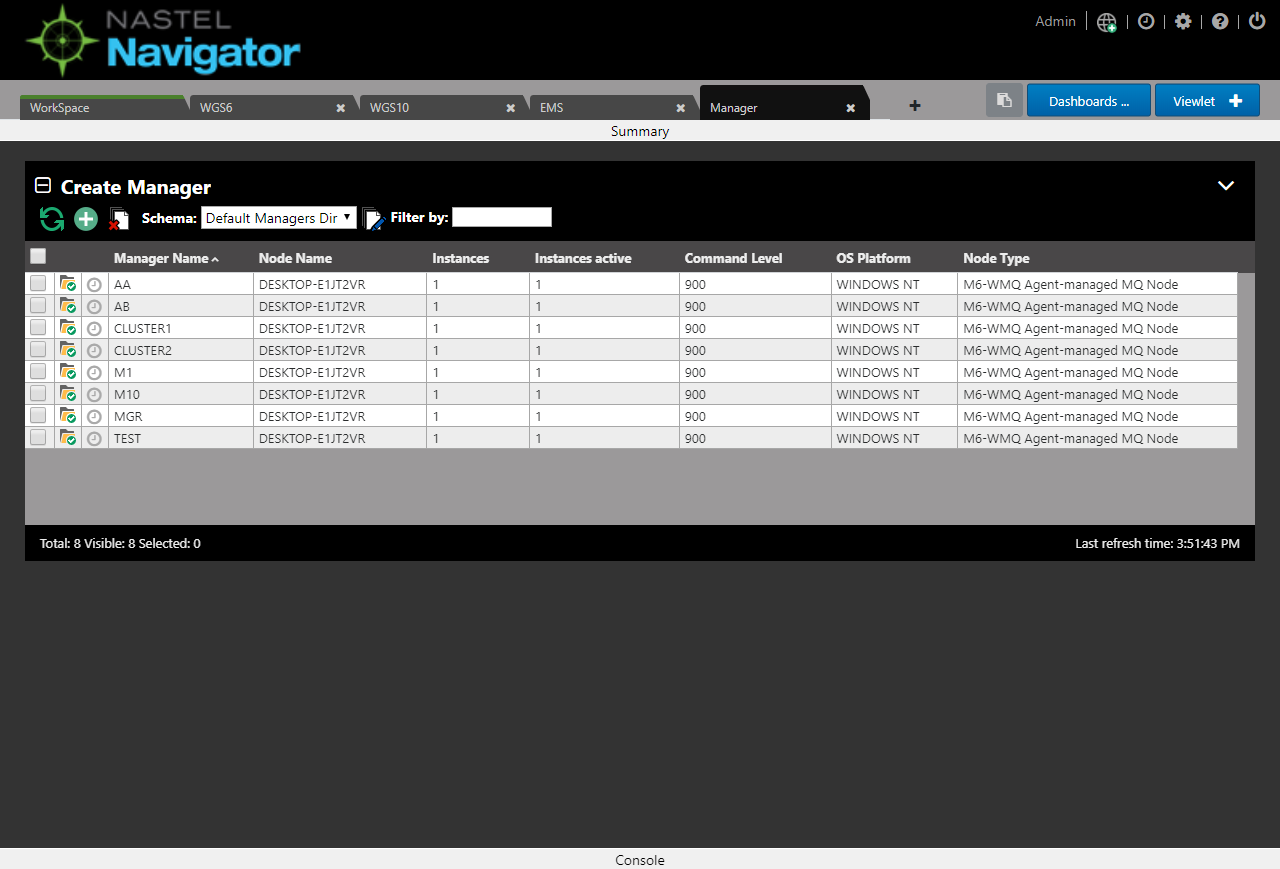 NASTEL
Navigator
Admin
WorkSpace WGS6 WGS10 EMS Manager Dashboards ... Viewlet
Summary
Create Manager
Schema: Default Managers Dir Filter by:
Manager Name Node Name Instances Instances active Command Level OS Platform Node Type
AA DESKTOP-E1JT2VR 1 1 900 WINDOWS NT M6-WMQ Agent-managed MQ Node
AB DESKTOP-E1JT2VR 1 1 900 WINDOWS NT M6-WMQ Agent-managed MQ Node
CLUSTER1 DESKTOP-E1JT2VR 1 1 900 WINDOWS NT M6-WMQ Agent-managed MQ Node
CLUSTER2 DESKTOP-E1JT2VR 1 1 900 WINDOWS NT M6-WMQ Agent-managed MQ Node
M1 DESKTOP-E1JT2VR 1 1 900 WINDOWS NT M6-WMQ Agent-managed MQ Node
M10 DESKTOP-E1JT2VR 1 1 900 WINDOWS NT M6-WMQ Agent-managed MQ Node
MGR DESKTOP-E1JT2VR 1 1 900 WINDOWS NT M6-WMQ Agent-managed MQ Node
TEST DESKTOP-E1JT2VR 1 1 900 WINDOWS NT M6-WMQ Agent-managed MQ Node
Total: 8 Visible: 8 Selected: 0 Last refresh time: 3:51:43 PM
Console